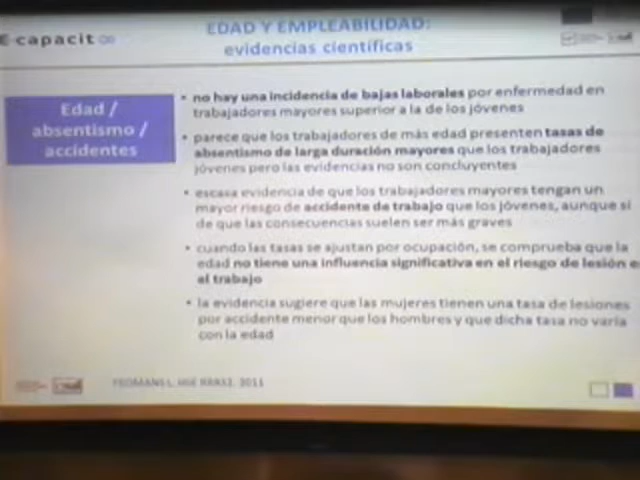 E capacit
EDAD Y EMPLEABILIDAD:
evidencias científicas
Edad /
absentismo /
accidentes
• no hay una incidencia de bajas laborales por enfermedad en
trabajadores mayores superior a la de los jóvenes
• parece que los trabajadores de más edad presenten tasas de
absentismo de larga duración mayores que los trabajadores
jóvenes pero las evidencias no son concluyentes
• escasa evidencia de que los trabajadores mayores tengan un
mayor riesgo de accidente de trabajo que los jóvenes, aunque sí
de que las consecuencias suelen ser más graves
• cuando las tasas se ajustan por ocupación, se comprueba que la
edad no tiene una influencia significativa en el riesgo de lesión e
el trabajo
• la evidencia sugiere que las mujeres tienen una tasa de lesiones
por accidente menor que los hombres y que dicha tasa no varía
con la edad
YEOMANS L. HSE RR832. 2011